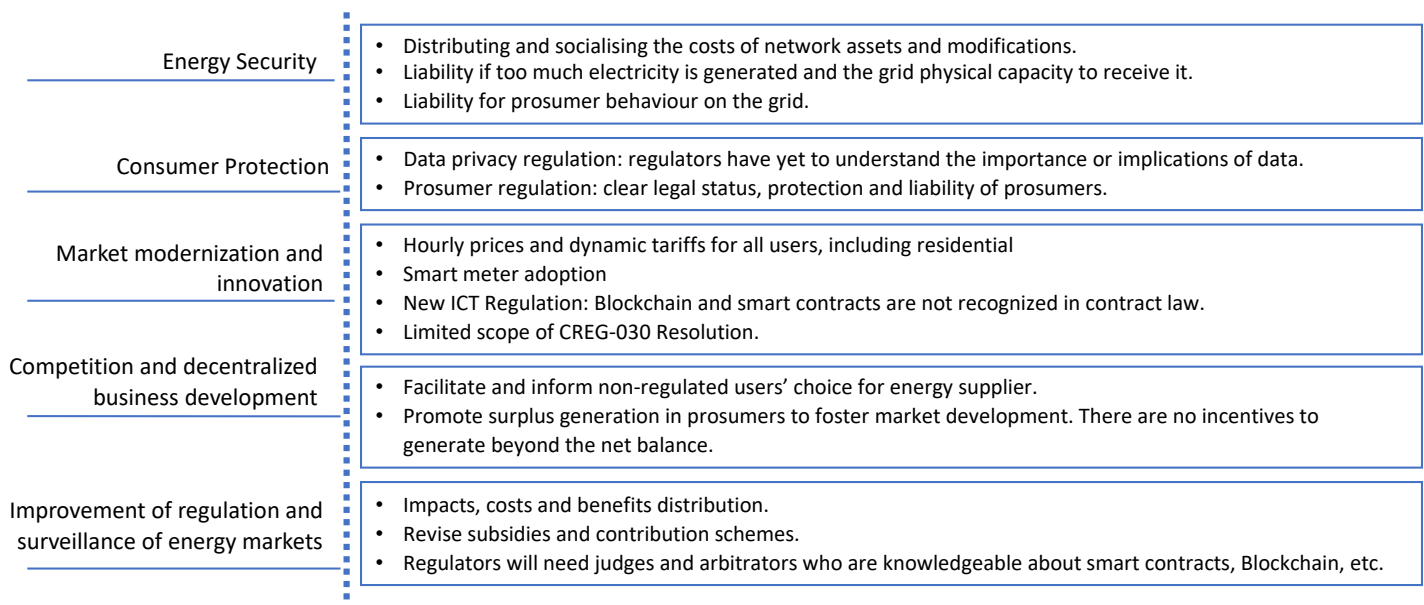 Energy Security
• Distributing and socialising the costs of network assets and modifications.
• Liability if too much electricity is generated and the grid physical capacity to receive it.
• Liability for prosumer behaviour on the grid.
Consumer Protection
• Data privacy regulation: regulators have yet to understand the importance or implications of data.
• Prosumer regulation: clear legal status, protection and liability of prosumers.
Market modernization and
innovation
• Hourly prices and dynamic tariffs for all users, including residential
• Smart meter adoption
• New ICT Regulation: Blockchain and smart contracts are not recognized in contract law.
• Limited scope of CREG-030 Resolution.
Competition and decentralized
business development
• Facilitate and inform non-regulated users’ choice for energy supplier.
• Promote surplus generation in prosumers to foster market development. There are no incentives to
generate beyond the net balance.
Improvement of regulation and
surveillance of energy markets
• Impacts, costs and benefits distribution.
• Revise subsidies and contribution schemes.
• Regulators will need judges and arbitrators who are knowledgeable about smart contracts, Blockchain, etc.